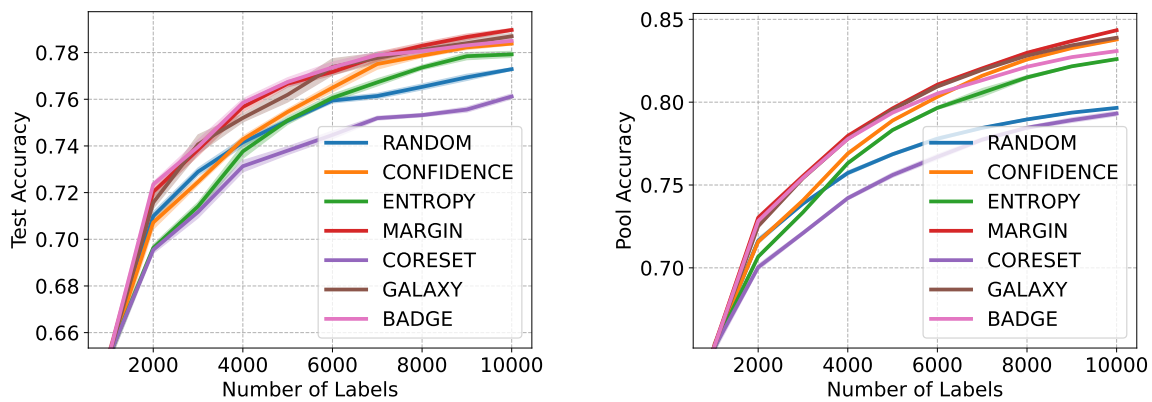 Test Accuracy
0.78
0.76
0.74
0.72
0.70
0.68
0.66
2000 4000 6000 8000 10000
Number of Labels
RANDOM
CONFIDENCE
ENTROPY
MARGIN
CORESET
GALAXY
BADGE
Pool Accuracy
0.85
0.80
0.75
0.70
2000 4000 6000 8000 10000
Number of Labels
RANDOM
CONFIDENCE
ENTROPY
MARGIN
CORESET
GALAXY
BADGE